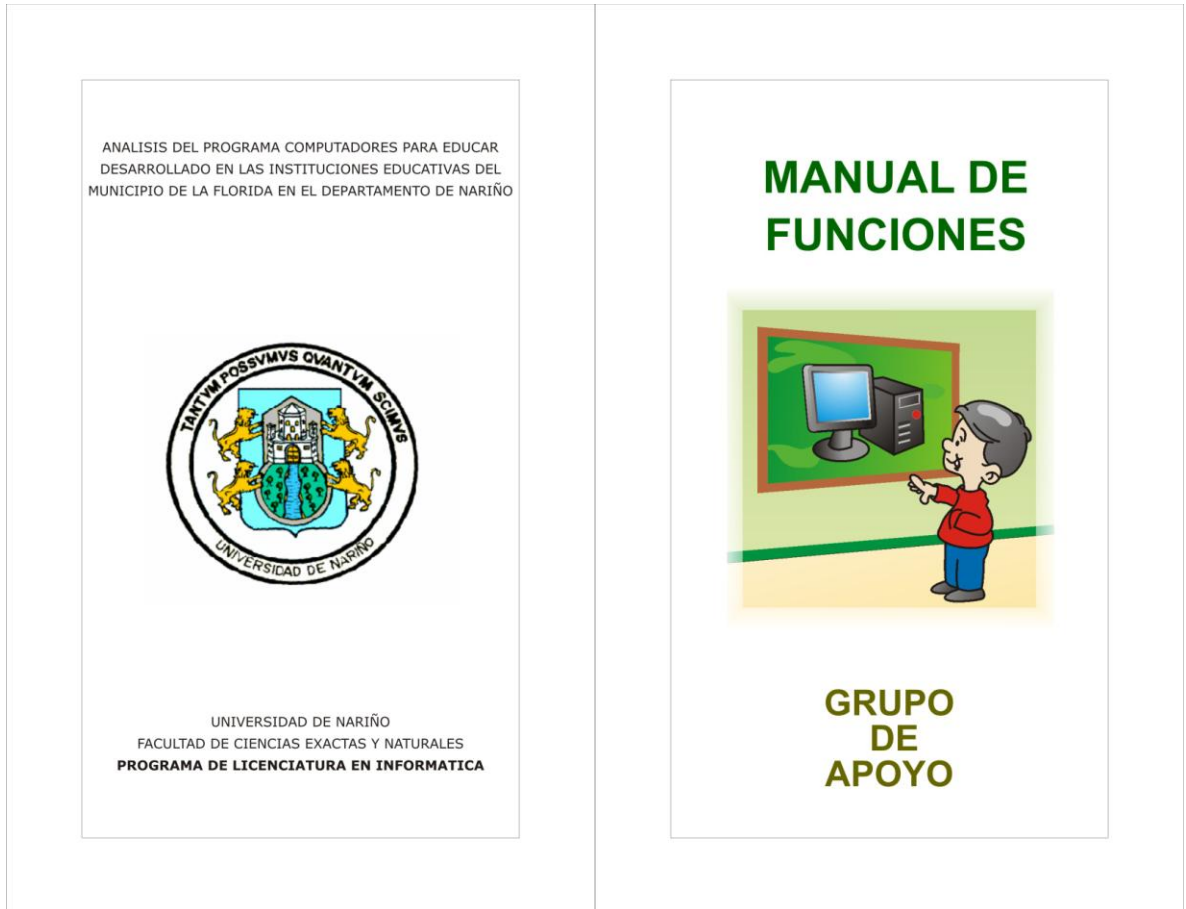 ANALISIS DEL PROGRAMA COMPUTADORES PARA EDUCAR
DESARROLLADO EN LAS INSTITUCIONES EDUCATIVAS DEL
MUNICIPIO DE LA FLORIDA EN EL DEPARTAMENTO DE NARIÑO
TANTVM POSSVMVS QVANTVM SCIMVS
UNIVERSIDAD DE NARIÑO
UNIVERSIDAD DE NARIÑO
FACULTAD DE CIENCIAS EXACTAS Y NATURALES
PROGRAMA DE LICENCIATURA EN INFORMATICA
MANUAL DE
FUNCIONES
GRUPO
DE
APOYO